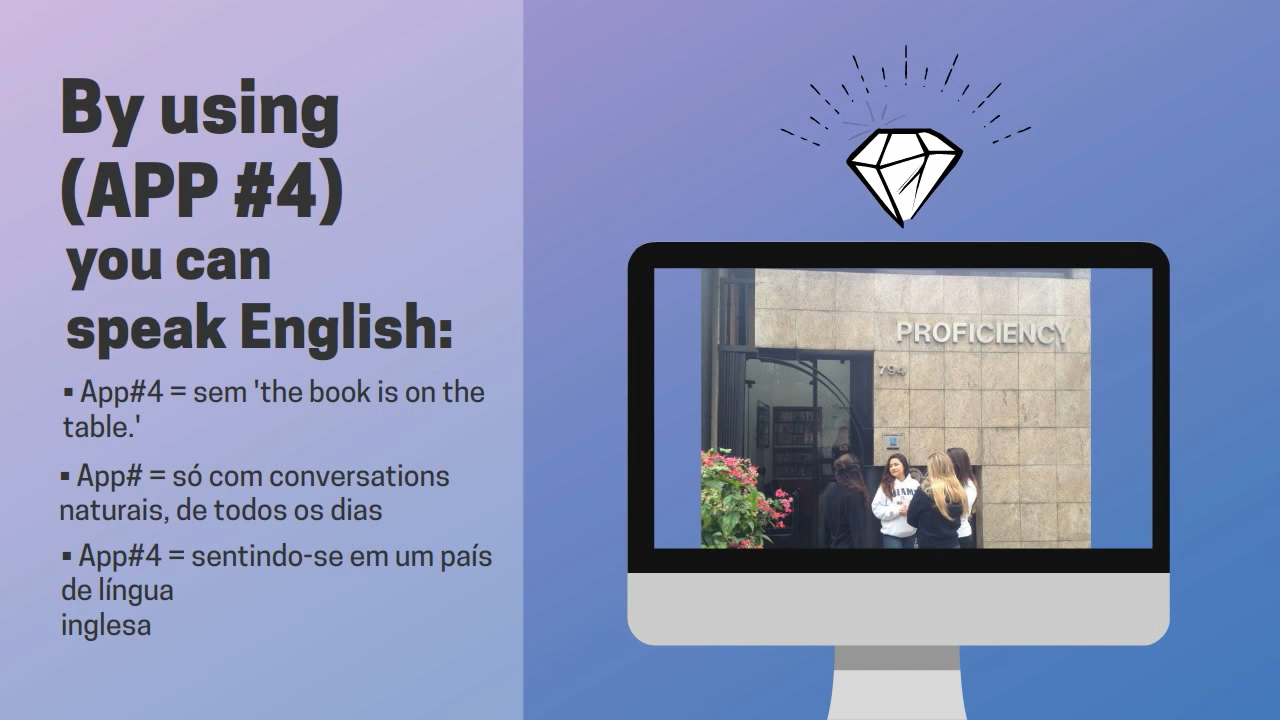 By using
(APP #4)
you can
speak English:
▪ App#4 = sem 'the book is on the
table.'
▪ App# = só com conversations
naturais, de todos os dias
▪ App#4 = sentindo-se em um país
de língua
inglesa
PROFICIENCY
794